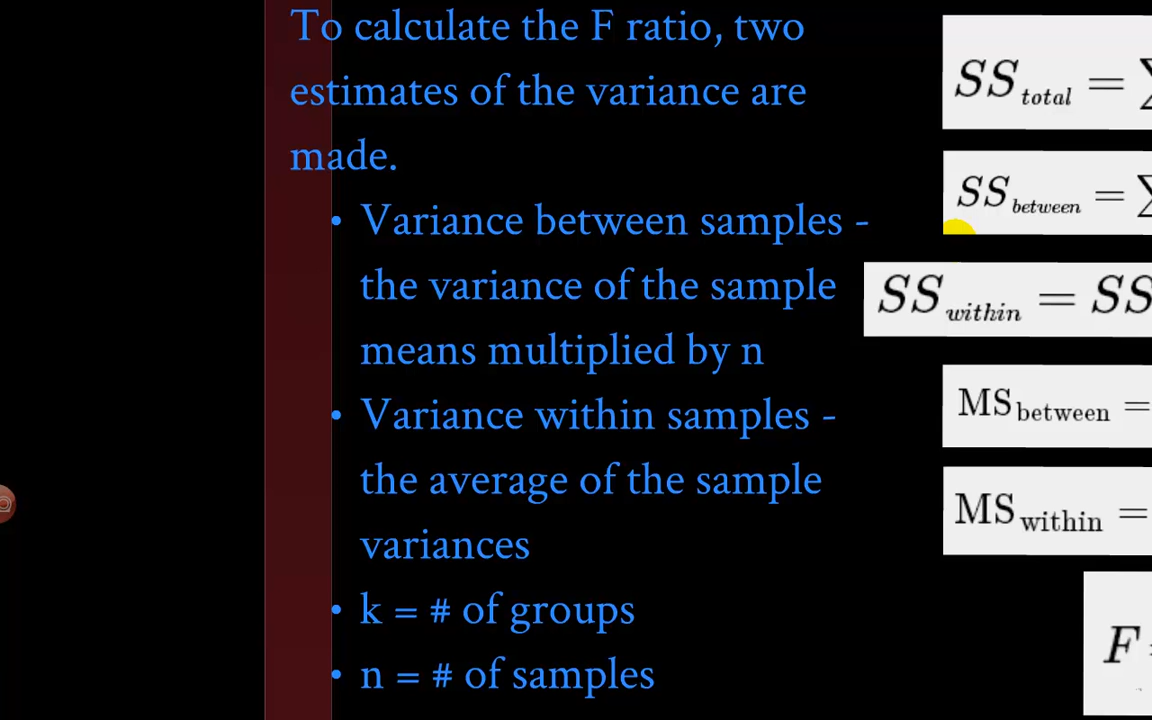 To calculate the F ratio, two
estimates of the variance are
made.
• Variance between samples -
the variance of the sample
means multiplied by n
• Variance within samples -
the average of the sample
variances
• k = # of groups
• n = # of samples
SS total = ∑
SS between = ∑
SS within = SS
MS between =
MS within =
F =